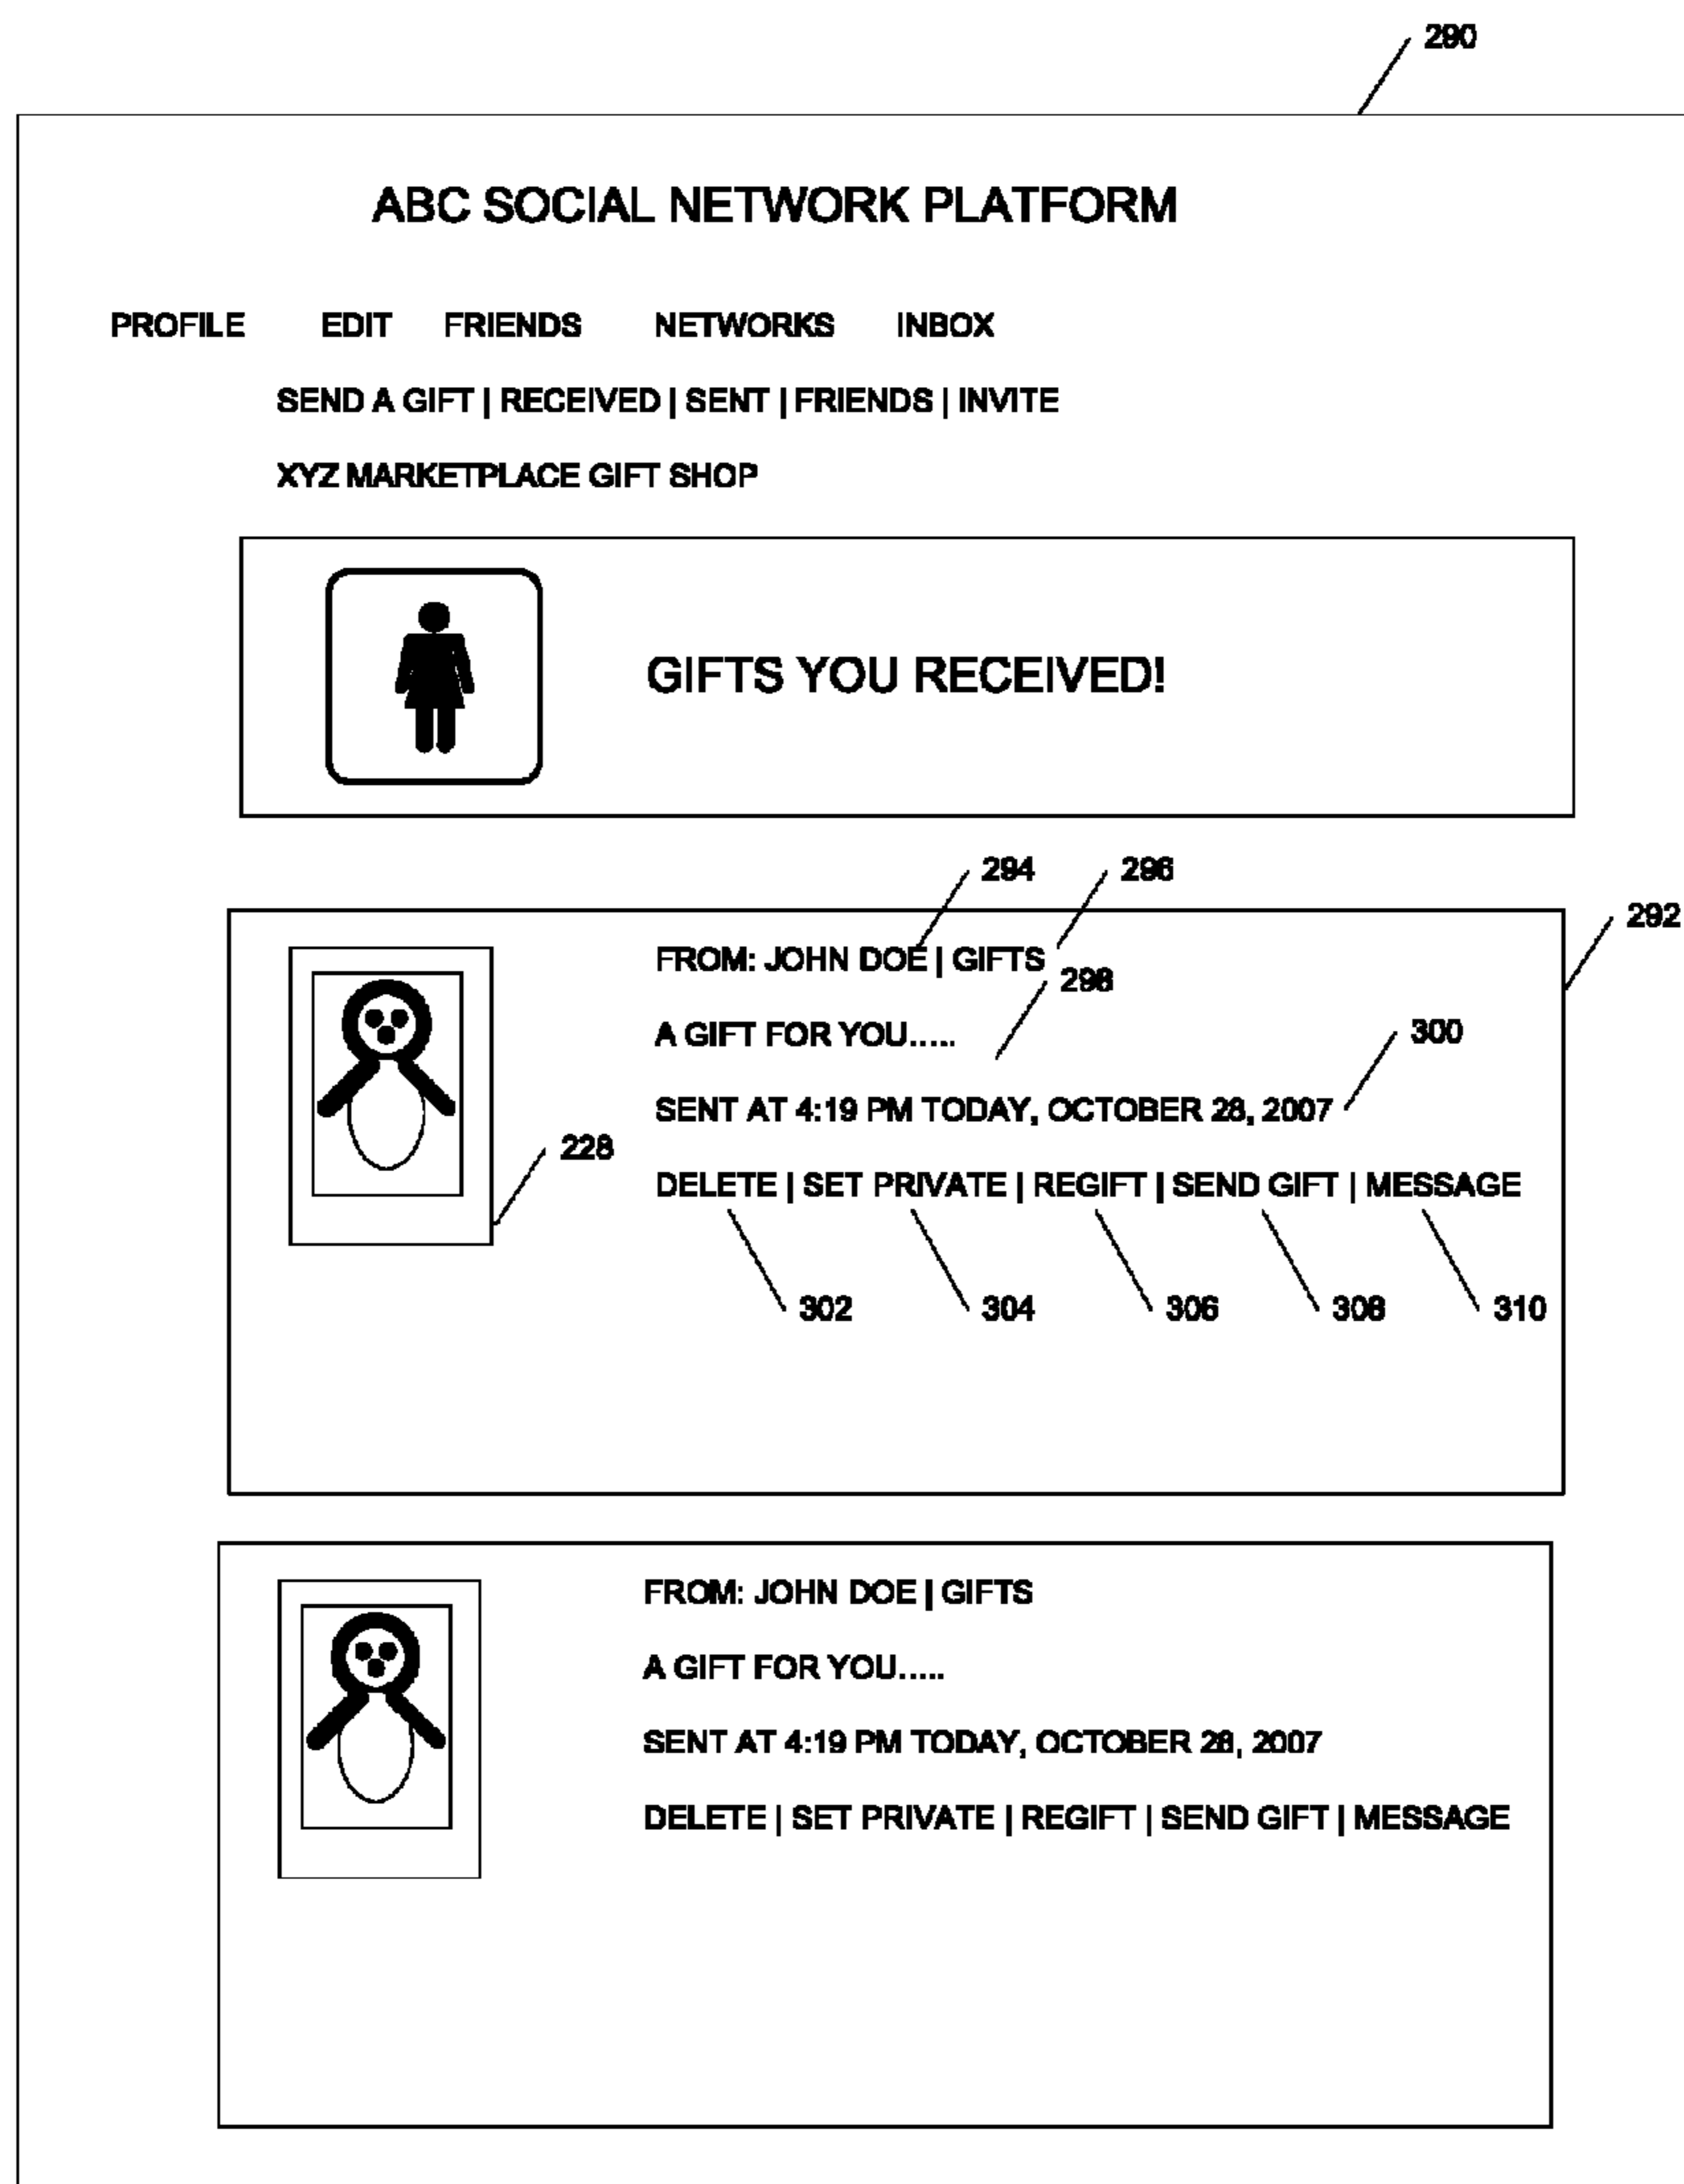 290
ABC SOCIAL NETWORK PLATFORM
PROFILE EDIT FRIENDS NETWORKS INBOX
SEND A GIFT | RECEIVED | SENT | FRIENDS | INVITE
XYZ MARKETPLACE GIFT SHOP
GIFTS YOU RECEIVED!
294 296
292
FROM: JOHN DOE | GIFTS
298
A GIFT FOR YOU.....
300
SENT AT 4:19 PM TODAY, OCTOBER 28, 2007
228
DELETE | SET PRIVATE | REGIFT | SEND GIFT | MESSAGE
302 304 306 308 310
FROM: JOHN DOE | GIFTS
A GIFT FOR YOU.....
SENT AT 4:19 PM TODAY, OCTOBER 28, 2007
DELETE | SET PRIVATE | REGIFT | SEND GIFT | MESSAGE